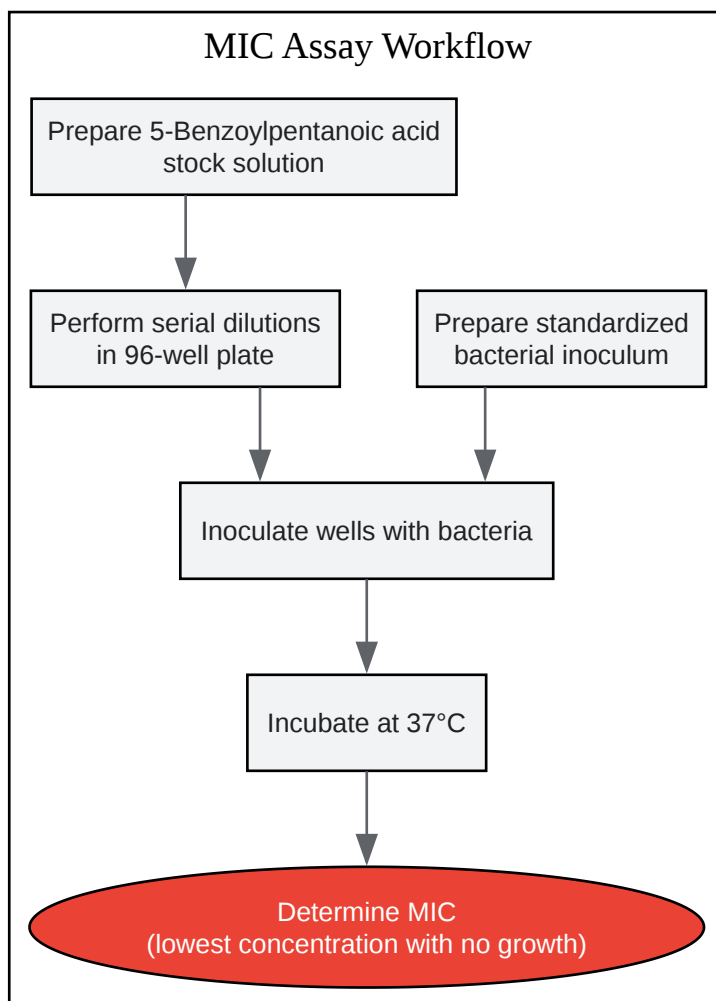 MIC Assay Workflow
Prepare 5-Benzoylpentanoic acid
stock solution
Perform serial dilutions
in 96-well plate
Prepare standardized
bacterial inoculum
Inoculate wells with bacteria
Incubate at 37°C
Determine MIC
(lowest concentration with no growth)